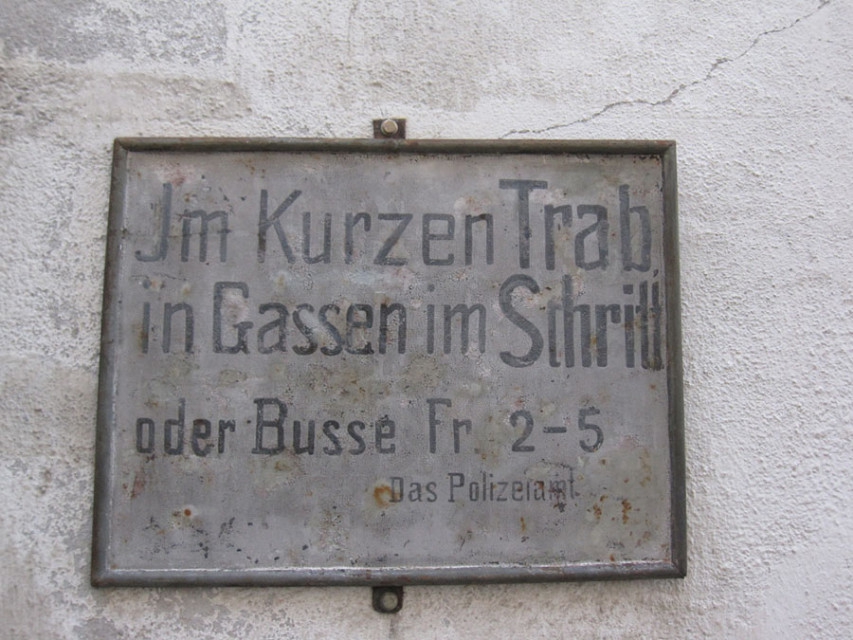 Jm Kurzen Trab,
in Gassen im Schritt
oder Busse Fr. 2-5
Das Polizeiamt